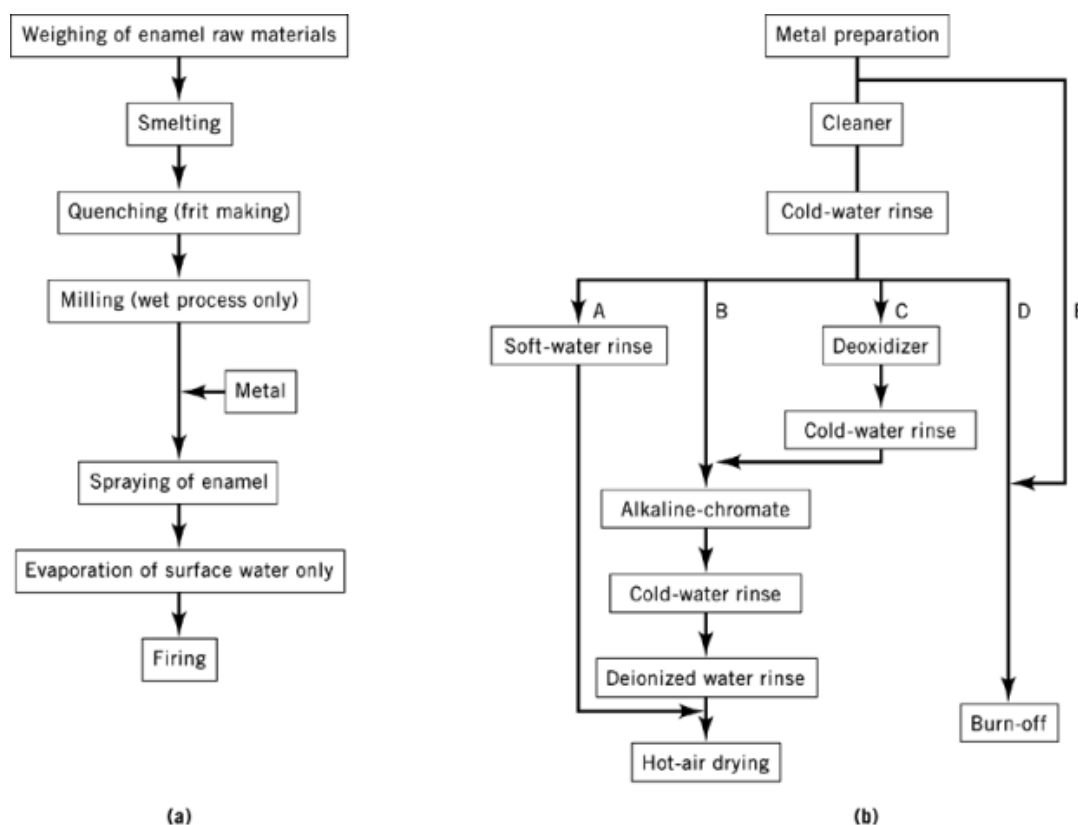 Weighing of enamel raw materials
Smelting
Quenching (frit making)
Milling (wet process only)
Metal
Spraying of enamel
Evaporation of surface water only
Firing
(a)
Metal preparation
Cleaner
Cold-water rinse
A
B
C
D
E
Soft-water rinse
Deoxidizer
Cold-water rinse
Alkaline-chromate
Cold-water rinse
Deionized water rinse
Burn-off
Hot-air drying
(b)